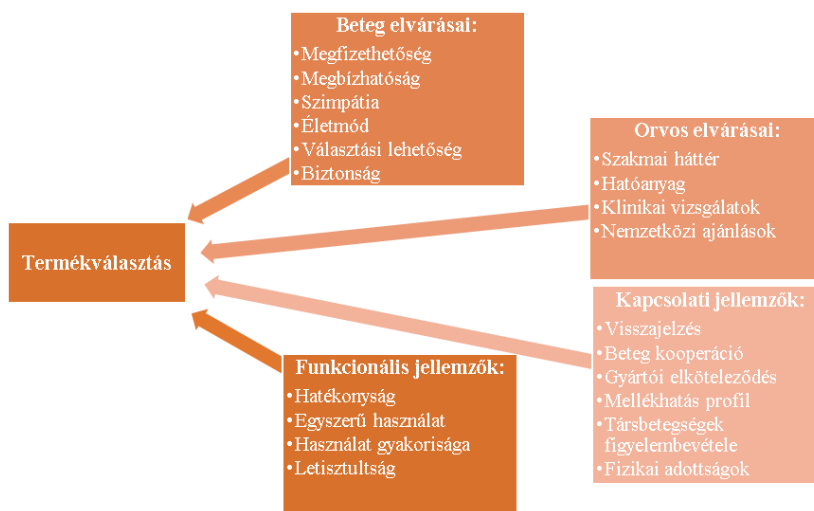 Beteg elvárásai:
•Megfizethetőség
•Megbízhatóság
•Szimpátia
•Életmód
•Választási lehetőség
•Biztonság
Orvos elvárásai:
•Szakmai háttér
•Hatóanyag
•Klinikai vizsgálatok
•Nemzetközi ajánlások
Termékválasztás
Kapcsolati jellemzők:
•Visszajelzés
•Beteg kooperáció
•Gyártói elköteleződés
•Mellékhatás profil
•Társbetegségek
figyelembevétele
•Fizikai adottságok
Funkcionális jellemzők:
•Hatékonyság
•Egyszerű használat
•Használat gyakorisága
•Letisztultság